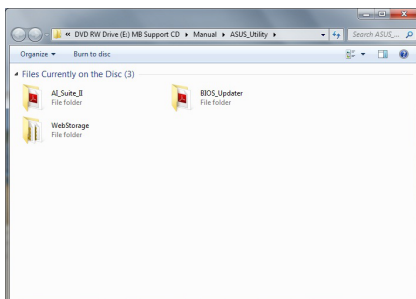 « DVD RW Drive (E:) MB Support CD ▸ Manual ▸ ASUS_Utility ▸
Search ASUS_...
Organize ▾ Burn to disc
Files Currently on the Disc (3)
AI_Suite_II
File folder
BIOS_Updater
File folder
WebStorage
File folder